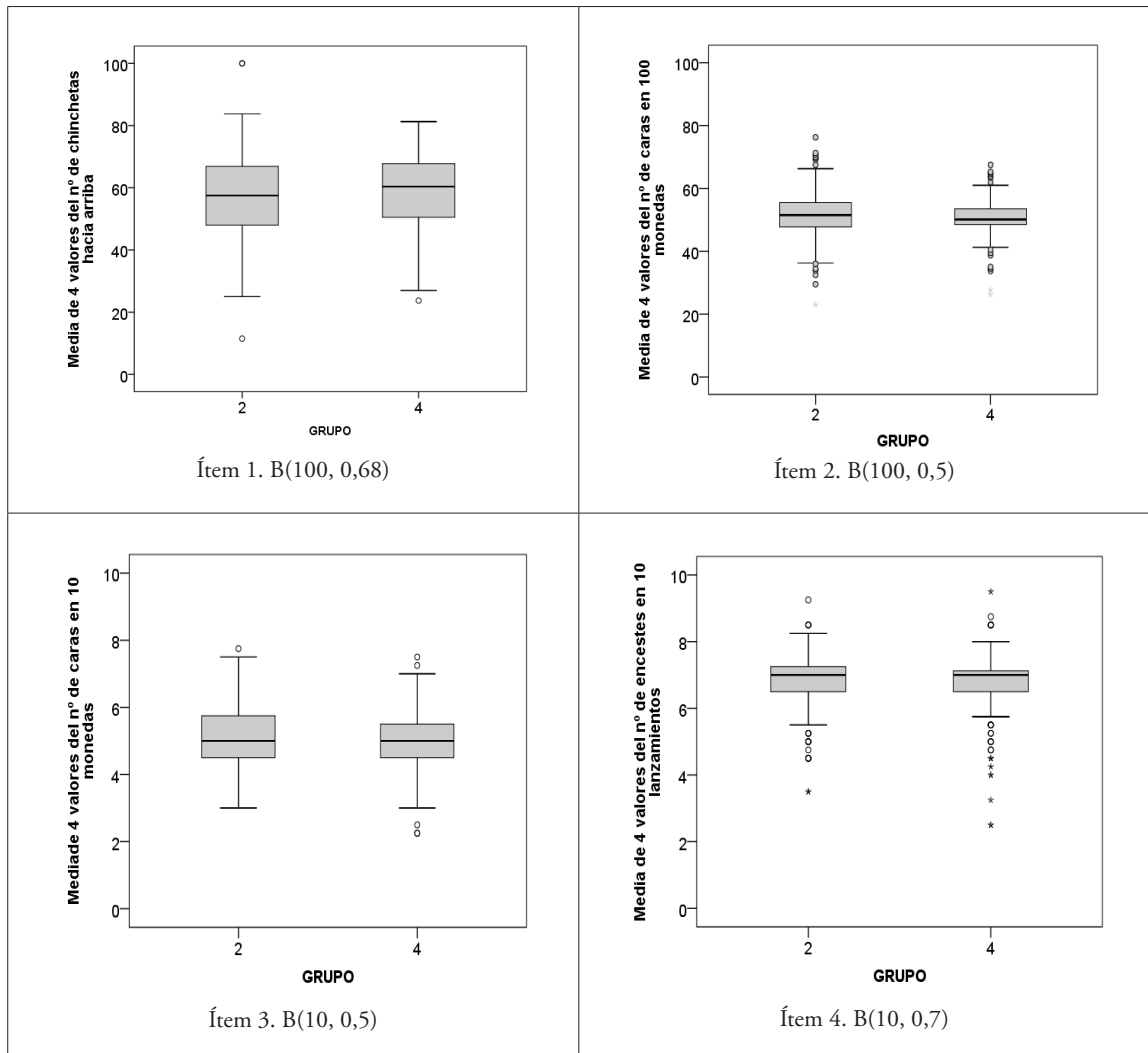 Media de 4 valores del nº de chinchetas
hacia arriba
100
80
60
40
20
0
2
4
GRUPO
Ítem 1. B(100, 0,68)
Media de 4 valores del nº de caras en 100
monedas
100
80
60
40
20
0
2
4
GRUPO
Ítem 2. B(100, 0,5)
Mediade 4 valores del nº de caras en 10
monedas
10
8
6
4
2
0
2
4
GRUPO
Ítem 3. B(10, 0,5)
Media de 4 valores del nº de encestes en 10
lanzamientos
10
8
6
4
2
0
2
4
GRUPO
Ítem 4. B(10, 0,7)